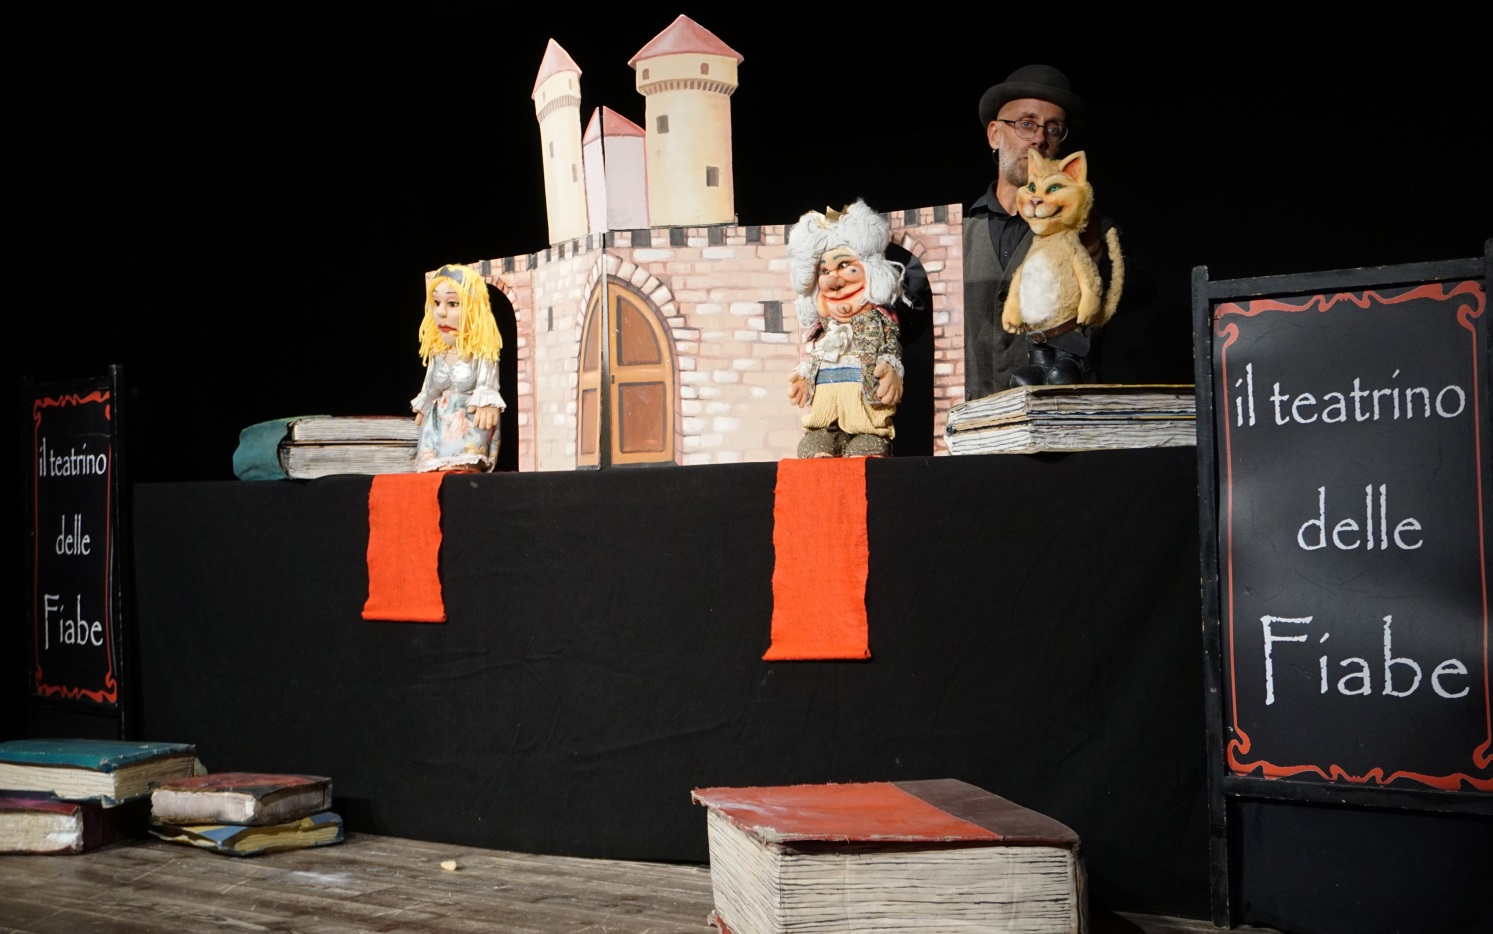 il teatrino
delle
Fiabe
il teatrino
delle
Fiabe